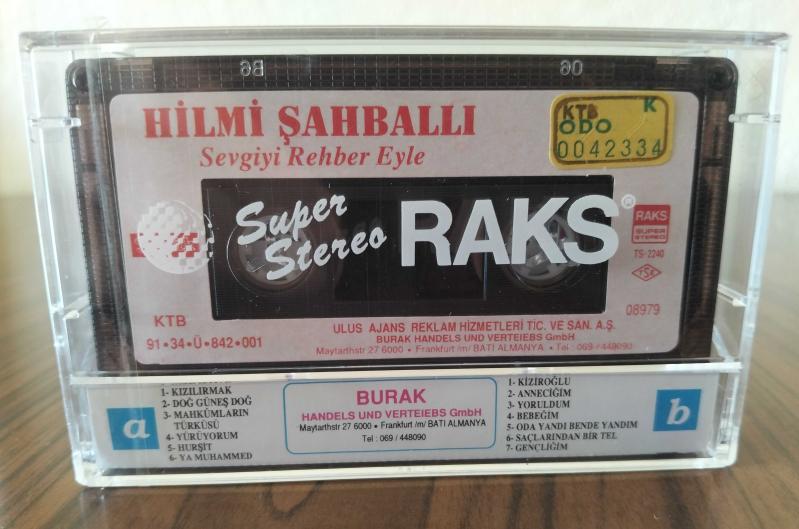 HİLMİ ŞAHBALLI
Sevgiyi Rehber Eyle
KTB K
ODO
0042334
Super
Stereo
RAKS®
RAKS
SUPER
STEREO
TS-2240
TSE
08979
KTB
91·34·Ü·842·001
ULUS AJANS REKLAM HİZMETLERİ TİC. VE SAN. A.Ş.
BURAK HANDELS UND VERTEIEBS GmbH
Maytarthstr 27 6000 • Frankfurt /m/ BATI ALMANYA • Tel : 069 / 448090
a
1- KIZILIRMAK
2- DOĞ GÜNEŞ DOĞ
3- MAHKÛMLARIN
TÜRKÜSÜ
4- YÜRÜYORUM
5- HURŞİT
6- YA MUHAMMED
BURAK
HANDELS UND VERTEIEBS GmbH
Maytarthstr 27 6000 • Frankfurt /m/ BATI ALMANYA
Tel : 069 / 448090
1- KİZİROĞLU
2- ANNECİĞİM
3- YORULDUM
4- BEBEĞİM
5- ODA YANDI BENDE YANDIM
6- SAÇLARINDAN BİR TEL
7- GENÇLİĞİM
b